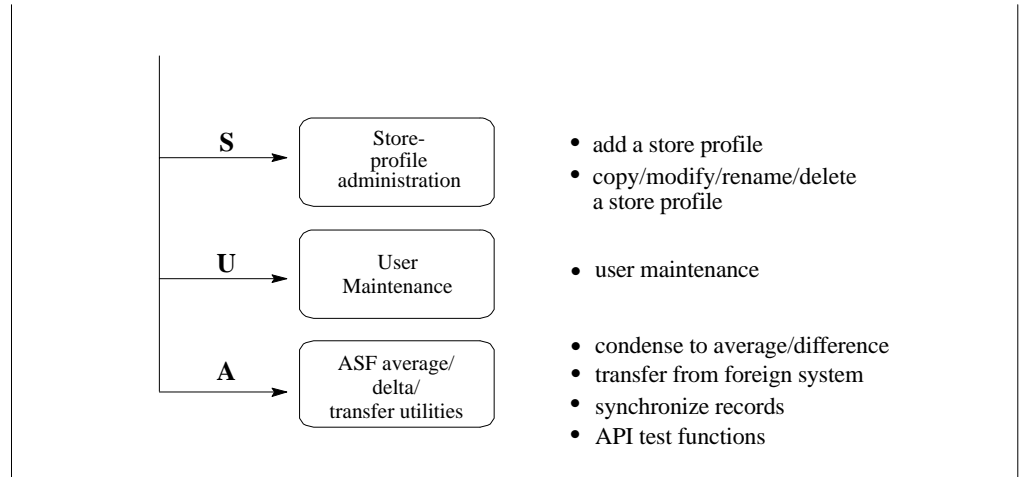 S
Store-
profile
administration
• add a store profile
• copy/modify/rename/delete
a store profile
U
User
Maintenance
• user maintenance
A
ASF average/
delta/
transfer utilities
• condense to average/difference
• transfer from foreign system
• synchronize records
• API test functions